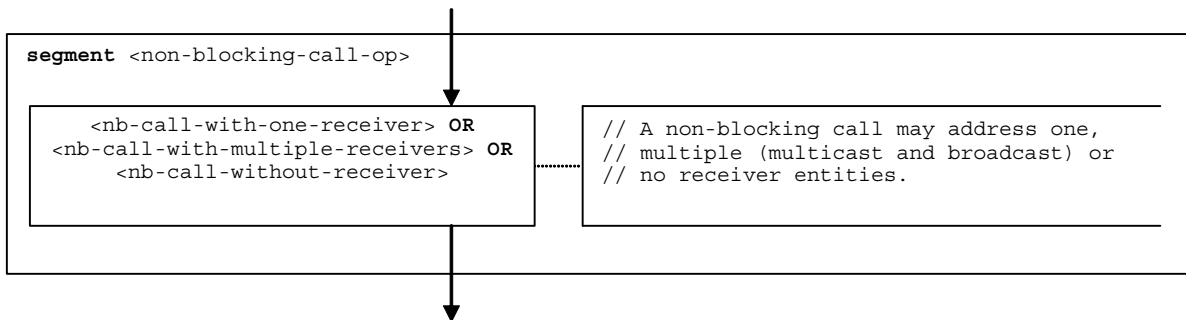 segment <non-blocking-call-op>
<nb-call-with-one-receiver> OR
<nb-call-with-multiple-receivers> OR
<nb-call-without-receiver>
// A non-blocking call may address one,
// multiple (multicast and broadcast) or
// no receiver entities.